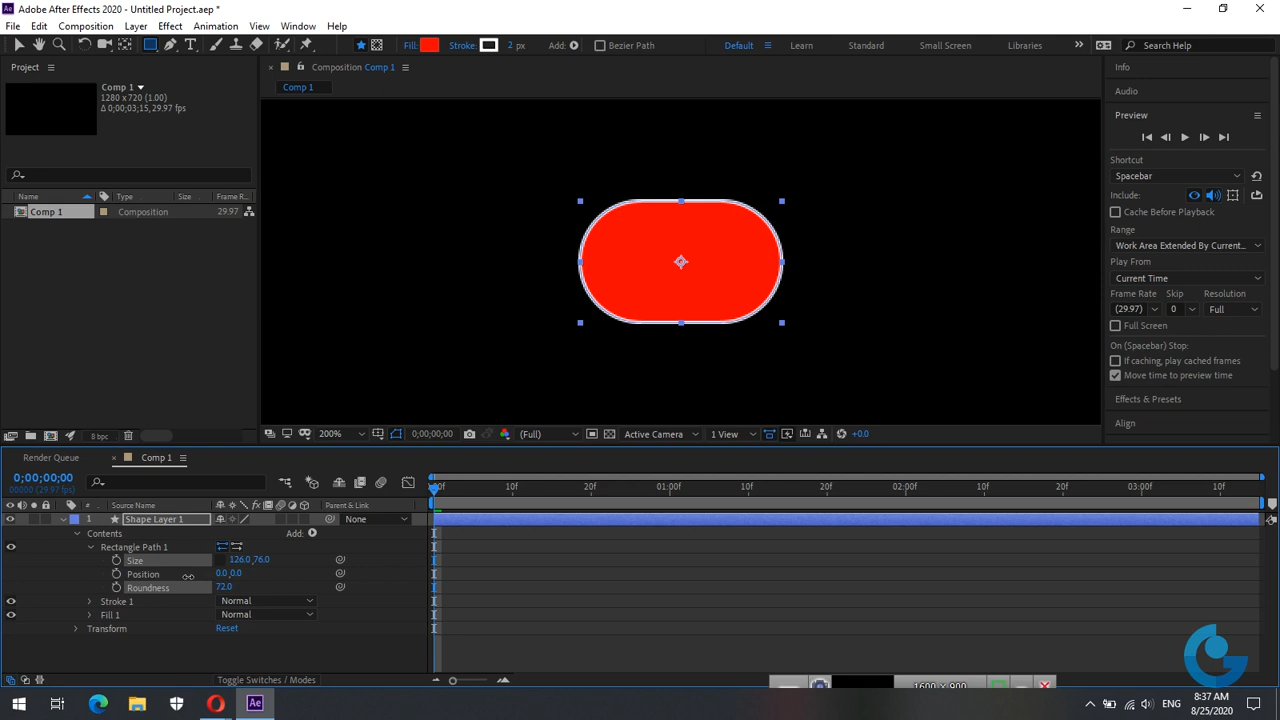 Adobe After Effects 2020 - Untitled Project.aep *
File Edit Composition Layer Effect Animation View Window Help
Fill: Stroke: 2 px Add: Bezier Path Default Learn Standard Small Screen Libraries Search Help
Project
Comp 1
1280 x 720 (1.00)
Δ 0;00;03;15, 29.97 fps
Name Type Size Frame R...
Comp 1 Composition 29.97
8 bpc
Composition Comp 1
Comp 1
200% 0;00;00;00 (Full) Active Camera 1 View +0.0
Info
Audio
Preview
Shortcut
Spacebar
Include:
Cache Before Playback
Range
Work Area Extended By Current...
Play From
Current Time
Frame Rate Skip Resolution
(29.97) 0 Full
Full Screen
On (Spacebar) Stop:
If caching, play cached frames
Move time to preview time
Effects & Presets
Align
Render Queue Comp 1
0;00;00;00
00000 (29.97 fps)
:00f 10f 20f 01:00f 10f 20f 02:00f 10f 20f 03:00f 10f
# Source Name Parent & Link
1 Shape Layer 1 None
Contents Add:
Rectangle Path 1
Size 126.0,76.0
Position 0.0,0.0
Roundness 72.0
Stroke 1 Normal
Fill 1 Normal
Transform Reset
Toggle Switches / Modes
1600 x 900
Ae
ENG
8:37 AM
8/25/2020